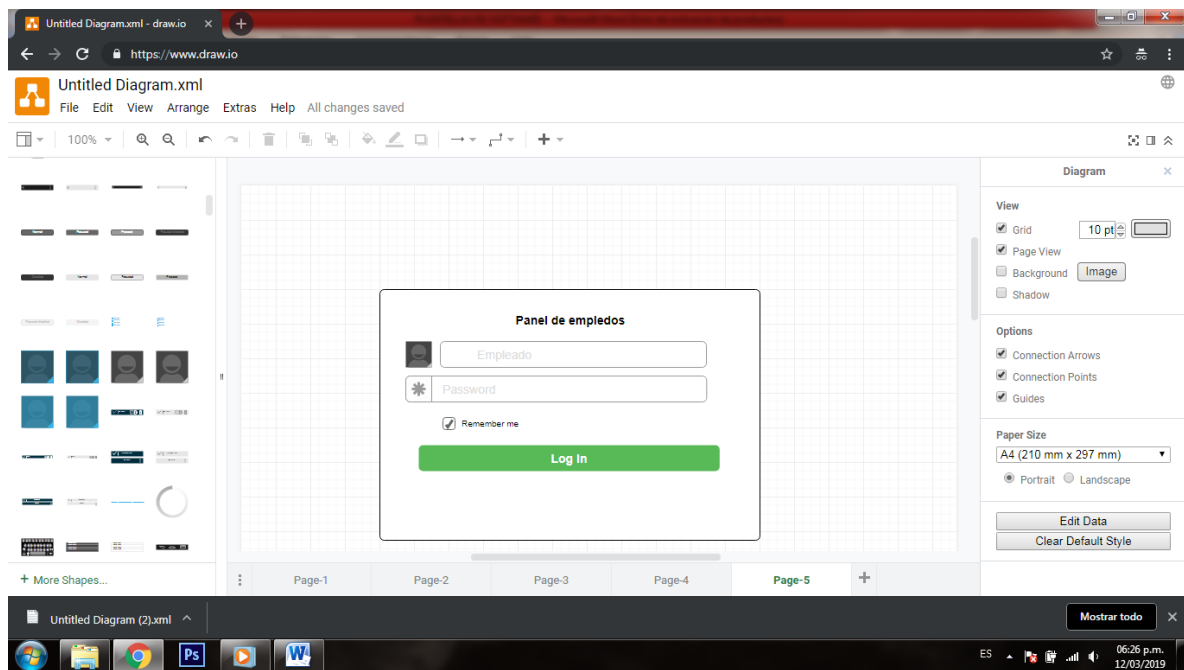 Untitled Diagram.xml - draw.io
https://www.draw.io
Untitled Diagram.xml
File Edit View Arrange Extras Help All changes saved
100%
Diagram
View
Grid 10 pt
Page View
Background Image
Shadow
Options
Connection Arrows
Connection Points
Guides
Paper Size
A4 (210 mm x 297 mm)
Portrait Landscape
Edit Data
Clear Default Style
Panel de empledos
Empleado
Password
Remember me
Log In
+ More Shapes...
Page-1 Page-2 Page-3 Page-4 Page-5
Untitled Diagram (2).xml
Mostrar todo
Ps
W
ES
06:26 p.m.
12/03/2019